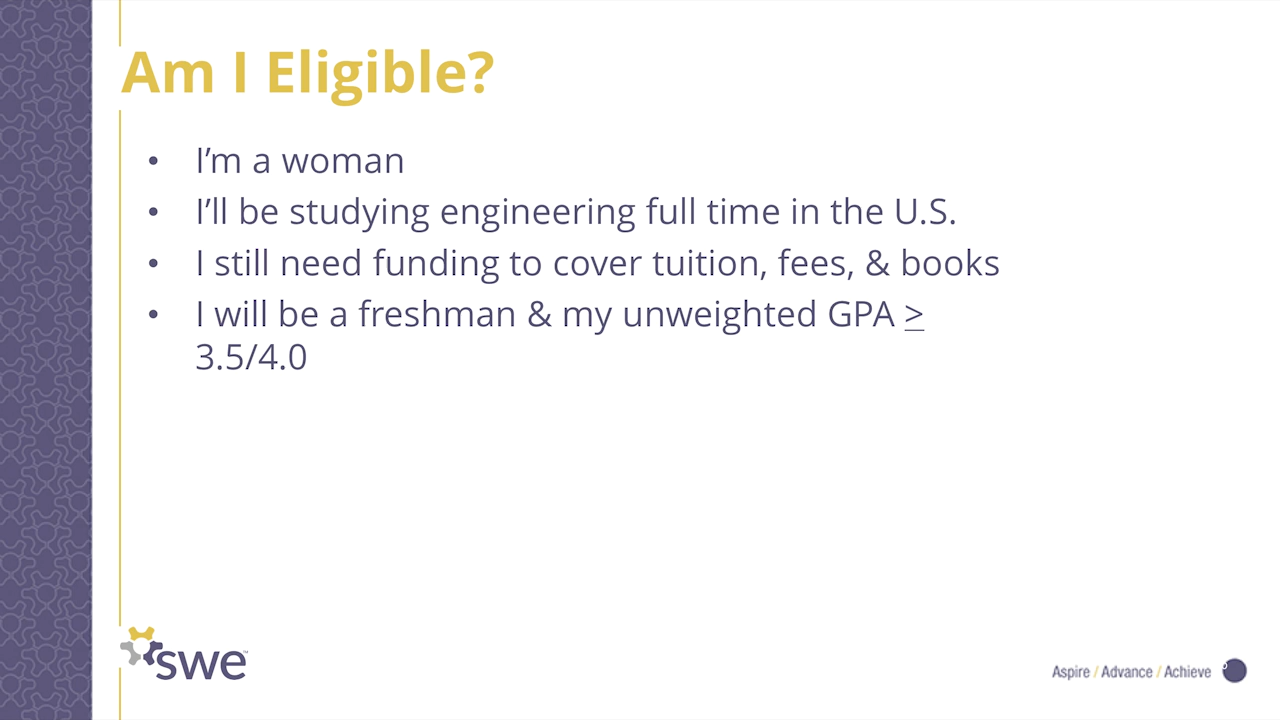 Am I Eligible?
• I’m a woman
• I’ll be studying engineering full time in the U.S.
• I still need funding to cover tuition, fees, & books
• I will be a freshman & my unweighted GPA ≥
3.5/4.0
swe™
Aspire / Advance / Achieve